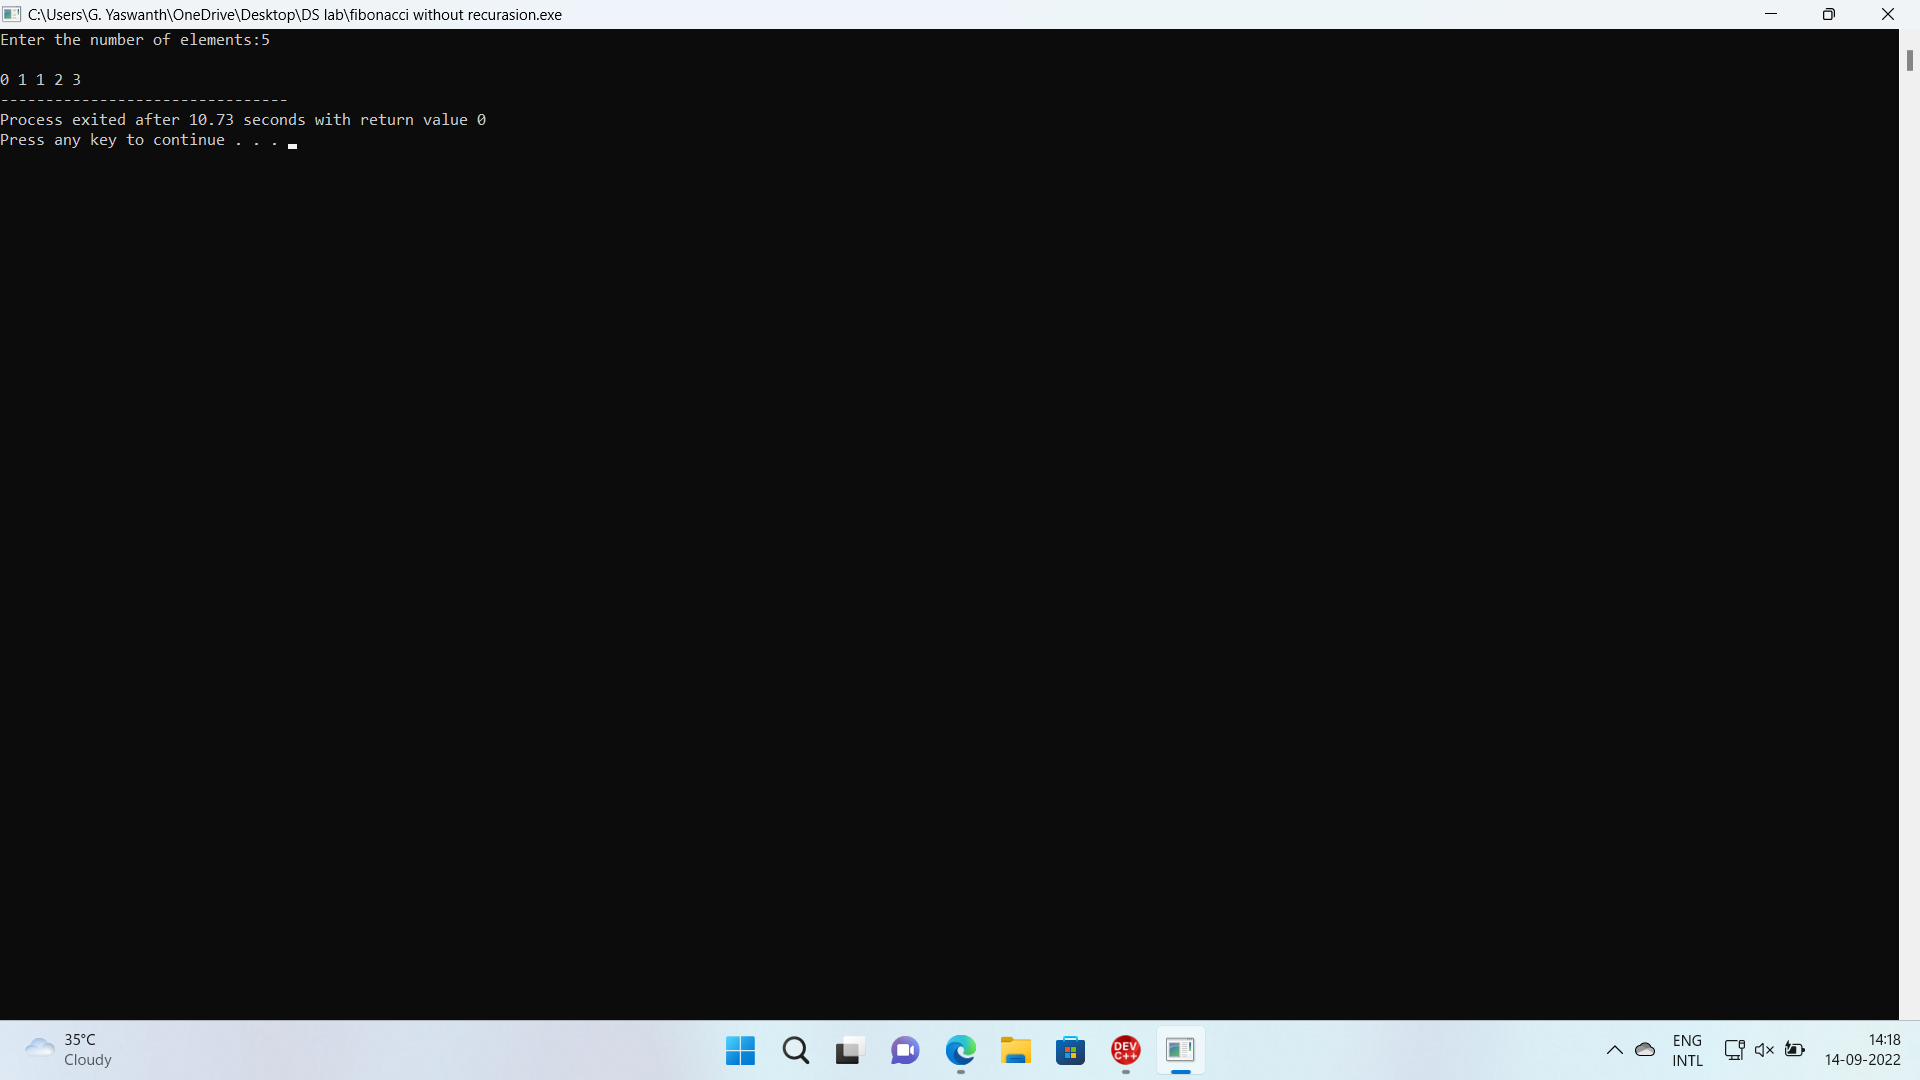 C:\Users\G. Yaswanth\OneDrive\Desktop\DS lab\fibonacci without recurasion.exe
Enter the number of elements:5
0 1 1 2 3
--------------------------------
Process exited after 10.73 seconds with return value 0
Press any key to continue . . .
35°C
Cloudy
DEV
C++
ENG
INTL
14:18
14-09-2022